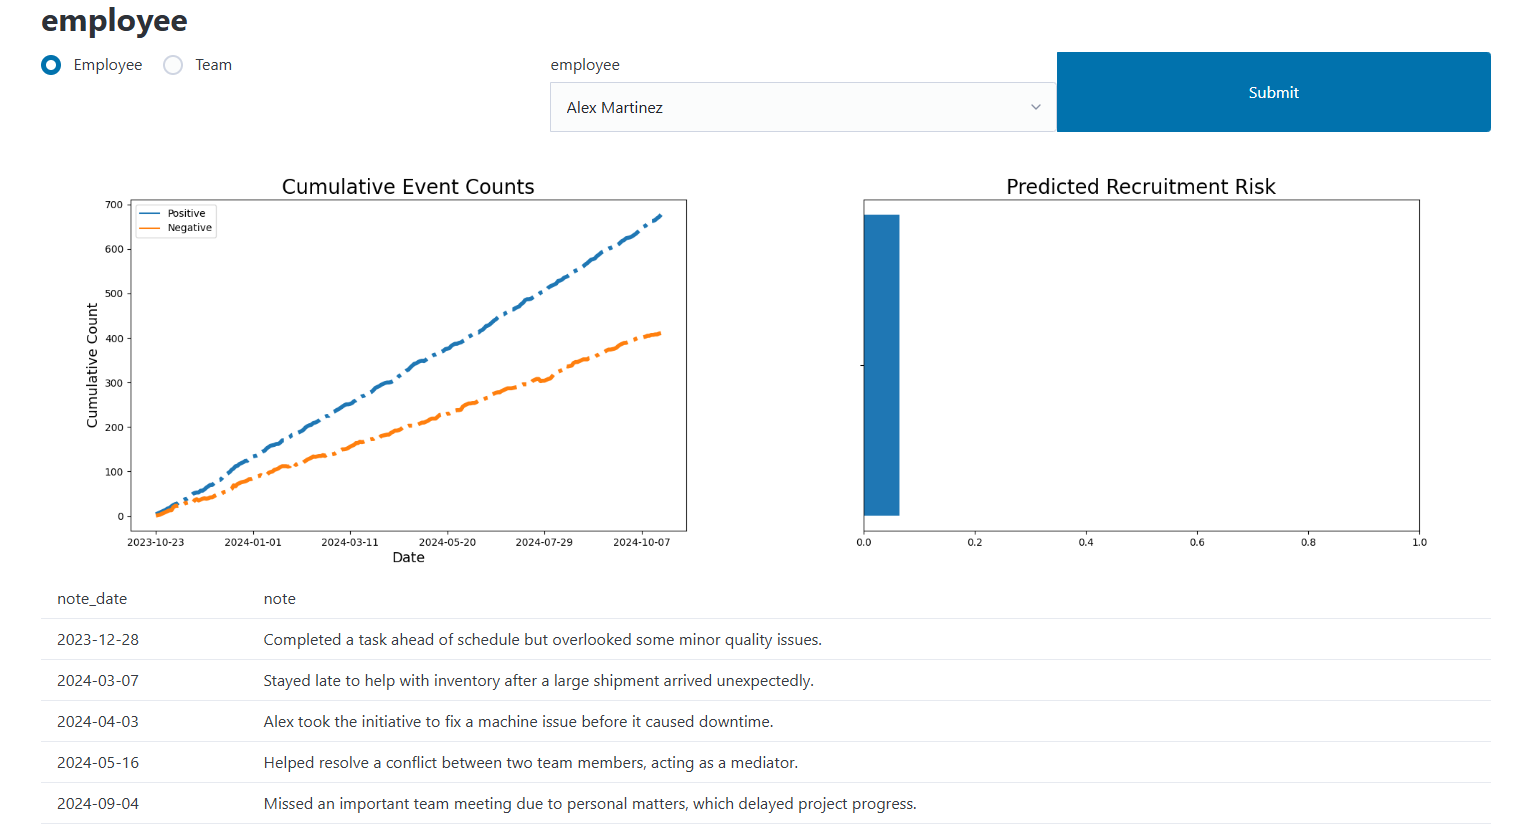 employee
Employee Team
employee
Alex Martinez
Submit
Cumulative Event Counts
Positive
Negative
700
600
500
400
300
200
100
0
Cumulative Count
2023-10-23 2024-01-01 2024-03-11 2024-05-20 2024-07-29 2024-10-07
Date
Predicted Recruitment Risk
0.0 0.2 0.4 0.6 0.8 1.0
note_date note
2023-12-28 Completed a task ahead of schedule but overlooked some minor quality issues.
2024-03-07 Stayed late to help with inventory after a large shipment arrived unexpectedly.
2024-04-03 Alex took the initiative to fix a machine issue before it caused downtime.
2024-05-16 Helped resolve a conflict between two team members, acting as a mediator.
2024-09-04 Missed an important team meeting due to personal matters, which delayed project progress.